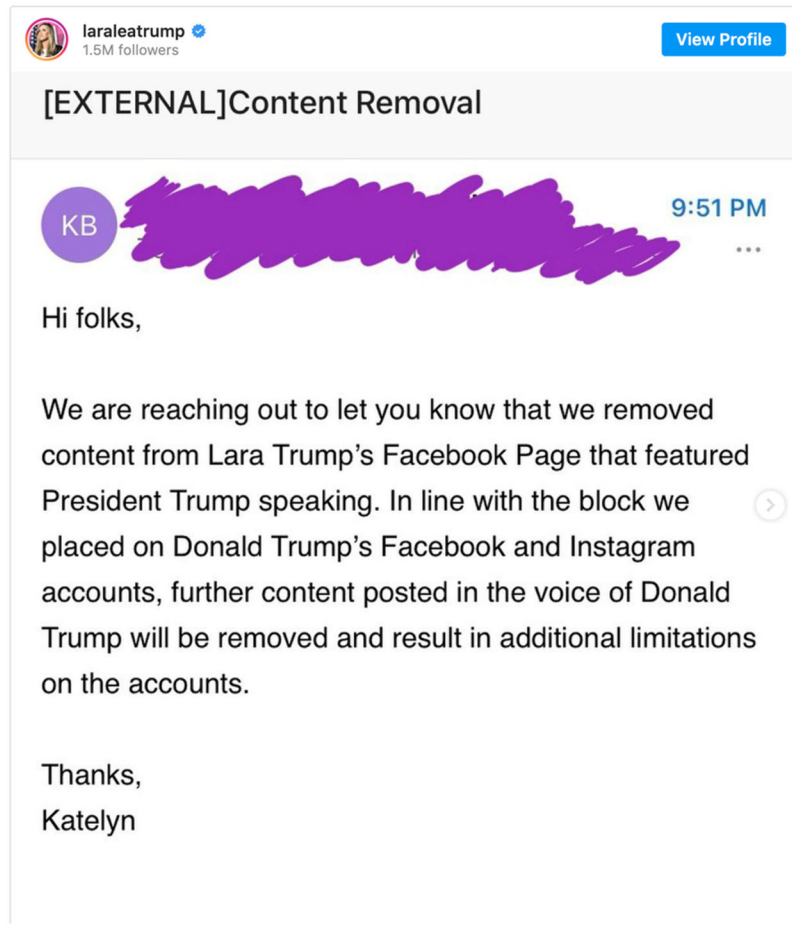 laraleatrump
1.5M followers
View Profile
[EXTERNAL]Content Removal
KB
9:51 PM
Hi folks,
We are reaching out to let you know that we removed
content from Lara Trump’s Facebook Page that featured
President Trump speaking. In line with the block we
placed on Donald Trump’s Facebook and Instagram
accounts, further content posted in the voice of Donald
Trump will be removed and result in additional limitations
on the accounts.
Thanks,
Katelyn